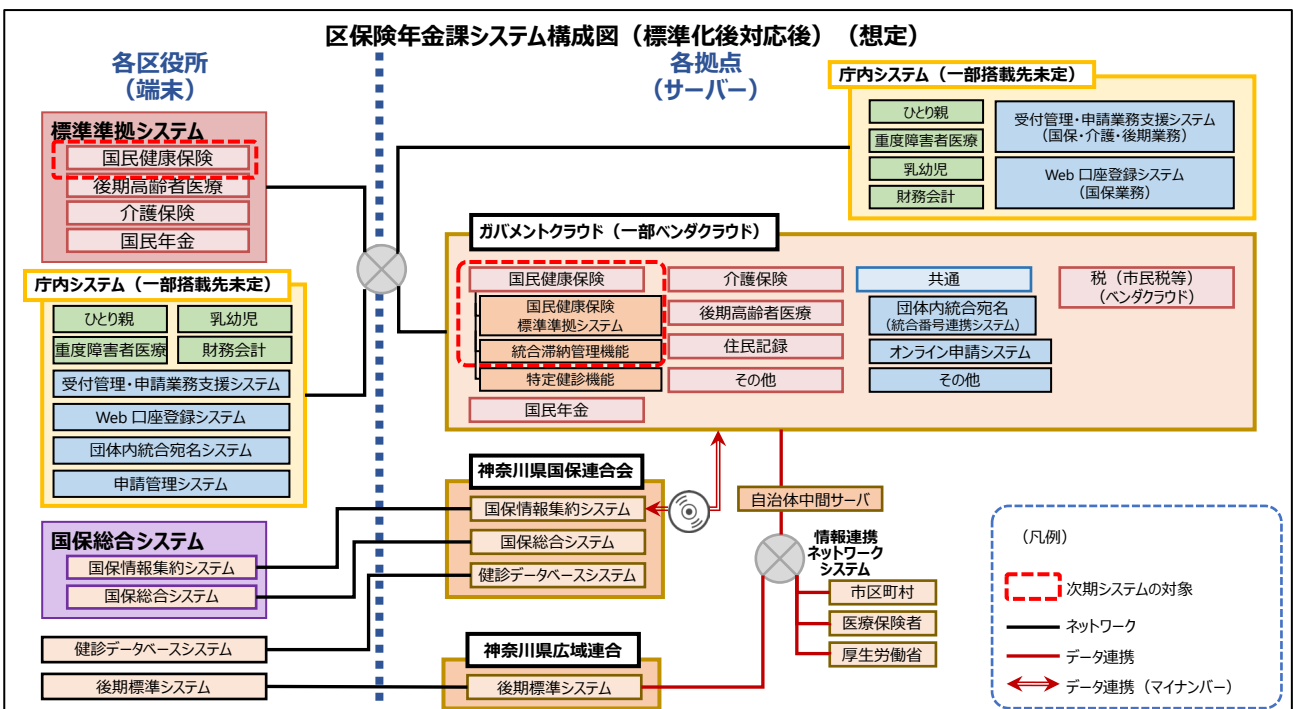 区保険年金課システム構成図（標準化後対応後）（想定）
各区役所
（端末）
各拠点
（サーバー）
標準準拠システム
国民健康保険
後期高齢者医療
介護保険
国民年金
庁内システム（一部搭載先未定）
ひとり親
乳幼児
重度障害者医療
財務会計
受付管理・申請業務支援システム
Web 口座登録システム
団体内統合宛名システム
申請管理システム
国保総合システム
国保情報集約システム
国保総合システム
健診データベースシステム
後期標準システム
庁内システム（一部搭載先未定）
ひとり親
重度障害者医療
乳幼児
財務会計
受付管理・申請業務支援システム
（国保・介護・後期業務）
Web 口座登録システム
（国保業務）
ガバメントクラウド（一部ベンダクラウド）
国民健康保険
国民健康保険
標準準拠システム
統合滞納管理機能
特定健診機能
国民年金
介護保険
後期高齢者医療
住民記録
その他
共通
団体内統合宛名
（統合番号連携システム）
オンライン申請システム
その他
税（市民税等）
（ベンダクラウド）
神奈川県国保連合会
国保情報集約システム
国保総合システム
健診データベースシステム
神奈川県広域連合
後期標準システム
自治体中間サーバ
情報連携
ネットワーク
システム
市区町村
医療保険者
厚生労働省
（凡例）
次期システムの対象
ネットワーク
データ連携
データ連携（マイナンバー）